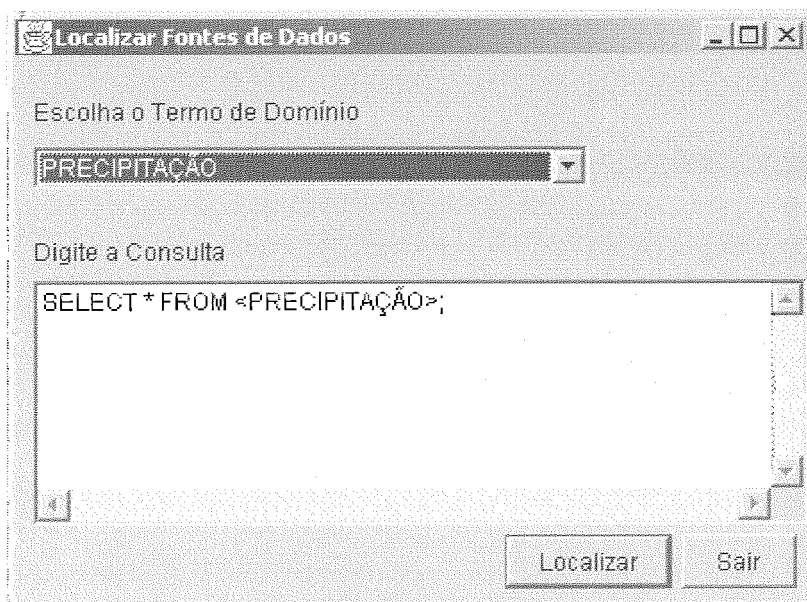 Localizar Fontes de Dados
Escolha o Termo de Domínio
PRECIPITAÇÃO
Digite a Consulta
SELECT * FROM <PRECIPITAÇÃO>;
Localizar
Sair